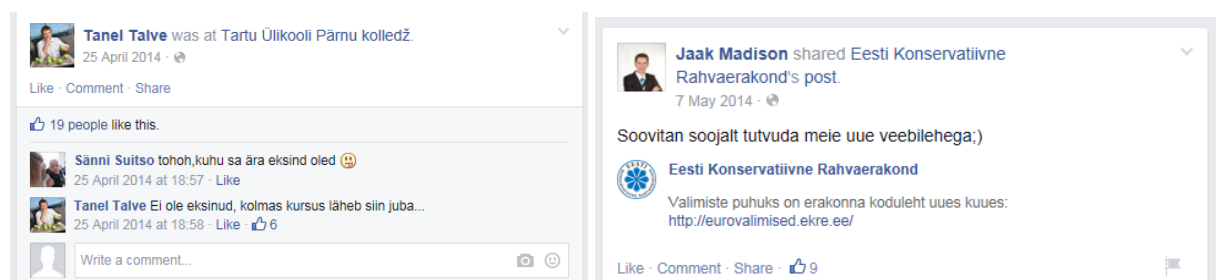 Tanel Talve was at Tartu Ülikooli Pärnu kolledž.
25 April 2014 ·
Like · Comment · Share
19 people like this.
Sänni Suitso tohoh,kuhu sa ära eksind oled
25 April 2014 at 18:57 · Like
Tanel Talve Ei ole eksinud, kolmas kursus läheb siin juba...
25 April 2014 at 18:58 · Like · 6
Write a comment...
Jaak Madison shared Eesti Konservatiivne
Rahvaerakond's post.
7 May 2014 ·
Soovitan soojalt tutvuda meie uue veebilehega;)
EESTI
Eesti Konservatiivne Rahvaerakond
Valimiste puhuks on erakonna koduleht uues kuues:
http://eurovalimised.ekre.ee/
Like · Comment · Share · 9